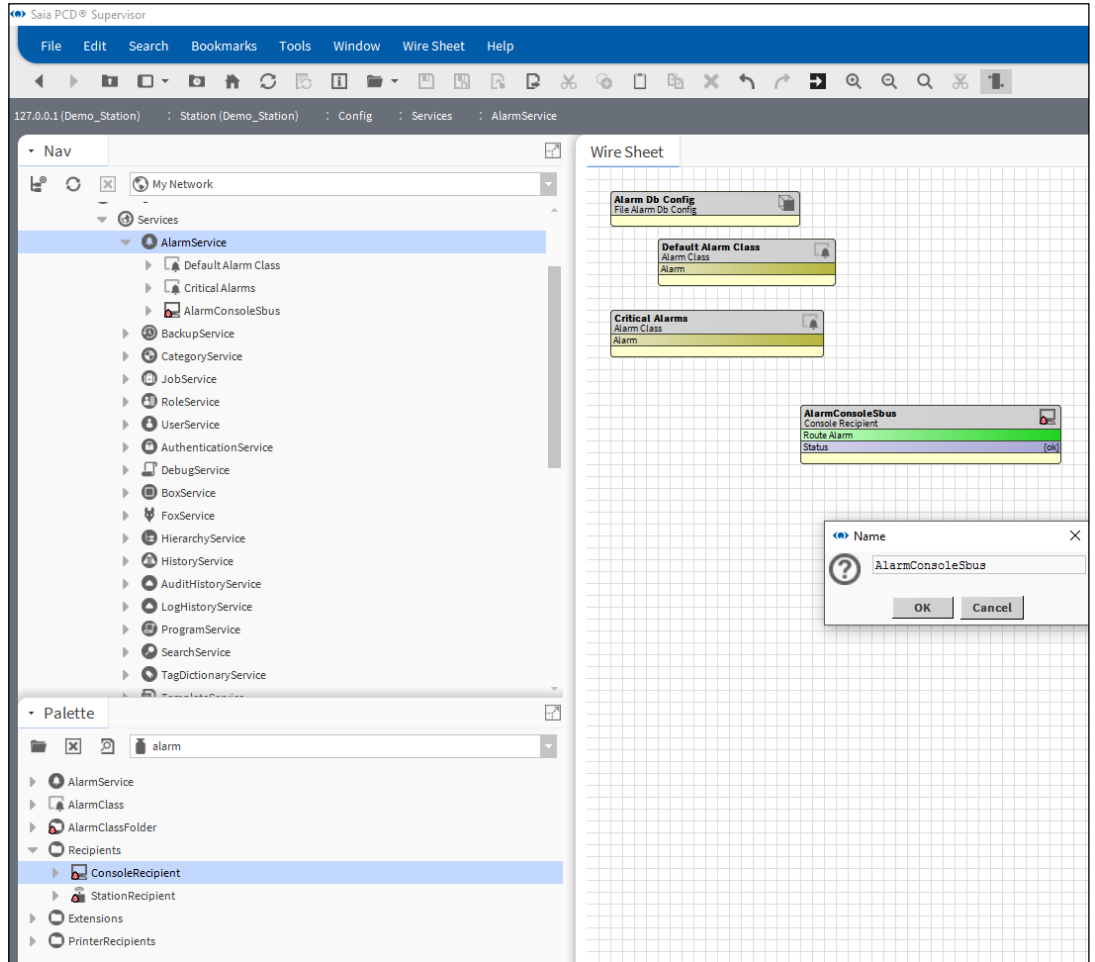 Saia PCD® Supervisor
File Edit Search Bookmarks Tools Window Wire Sheet Help
127.0.0.1 (Demo_Station) : Station (Demo_Station) : Config : Services : AlarmService
Nav
My Network
Services
AlarmService
Default Alarm Class
Critical Alarms
AlarmConsoleSbus
BackupService
CategoryService
JobService
RoleService
UserService
AuthenticationService
DebugService
BoxService
FoxService
HierarchyService
HistoryService
AuditHistoryService
LogHistoryService
ProgramService
SearchService
TagDictionaryService
Palette
alarm
AlarmService
AlarmClass
AlarmClassFolder
Recipients
ConsoleRecipient
StationRecipient
Extensions
PrinterRecipients
Wire Sheet
Alarm Db Config
File Alarm Db Config
Default Alarm Class
Alarm Class
Alarm
Critical Alarms
Alarm Class
Alarm
AlarmConsoleSbus
Console Recipient
Route Alarm
Status [ok]
Name
AlarmConsoleSbus
OK Cancel